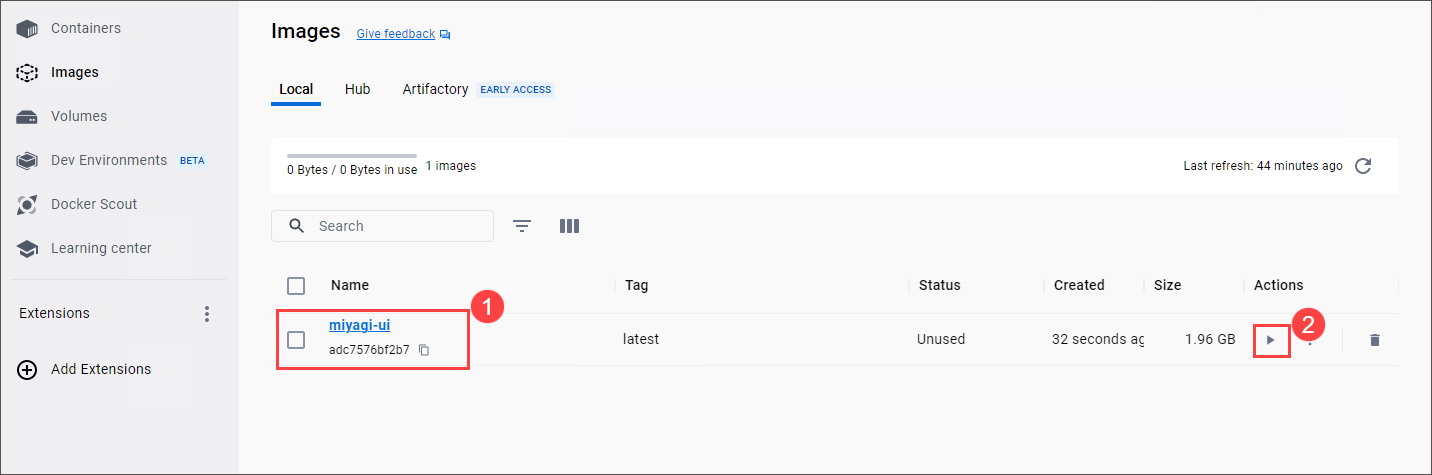 Containers
Images
Volumes
Dev Environments BETA
Docker Scout
Learning center
Extensions
Add Extensions
Images Give feedback
Local Hub Artifactory EARLY ACCESS
0 Bytes / 0 Bytes in use 1 images Last refresh: 44 minutes ago
Search
Name Tag Status Created Size Actions
1
miyagi-ui latest Unused 32 seconds ag 1.96 GB 2
adc7576bf2b7